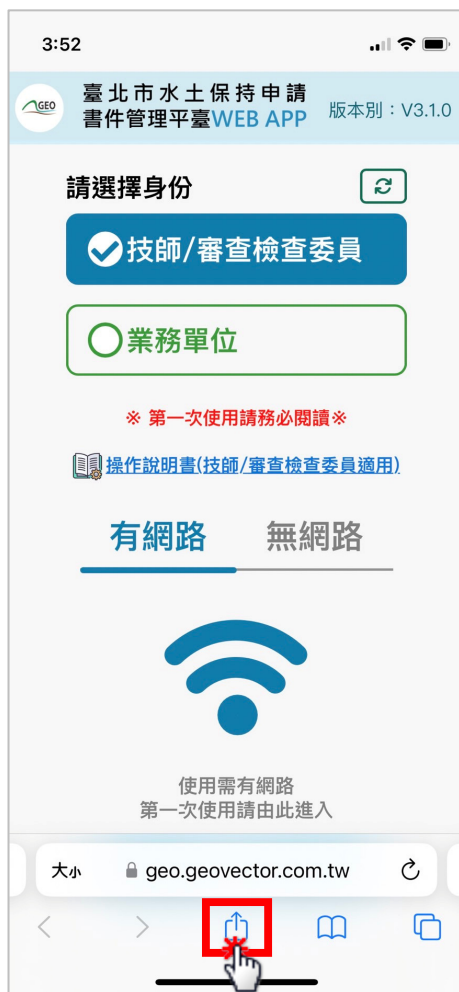 3:52
GEO
臺北市水土保持申請
書件管理平臺WEB APP
版本別：V3.1.0
請選擇身份
技師/審查檢查委員
業務單位
※ 第一次使用請務必閱讀※
操作說明書(技師/審查檢查委員適用)
有網路
無網路
使用需有網路
第一次使用請由此進入
大小
geo.geovector.com.tw